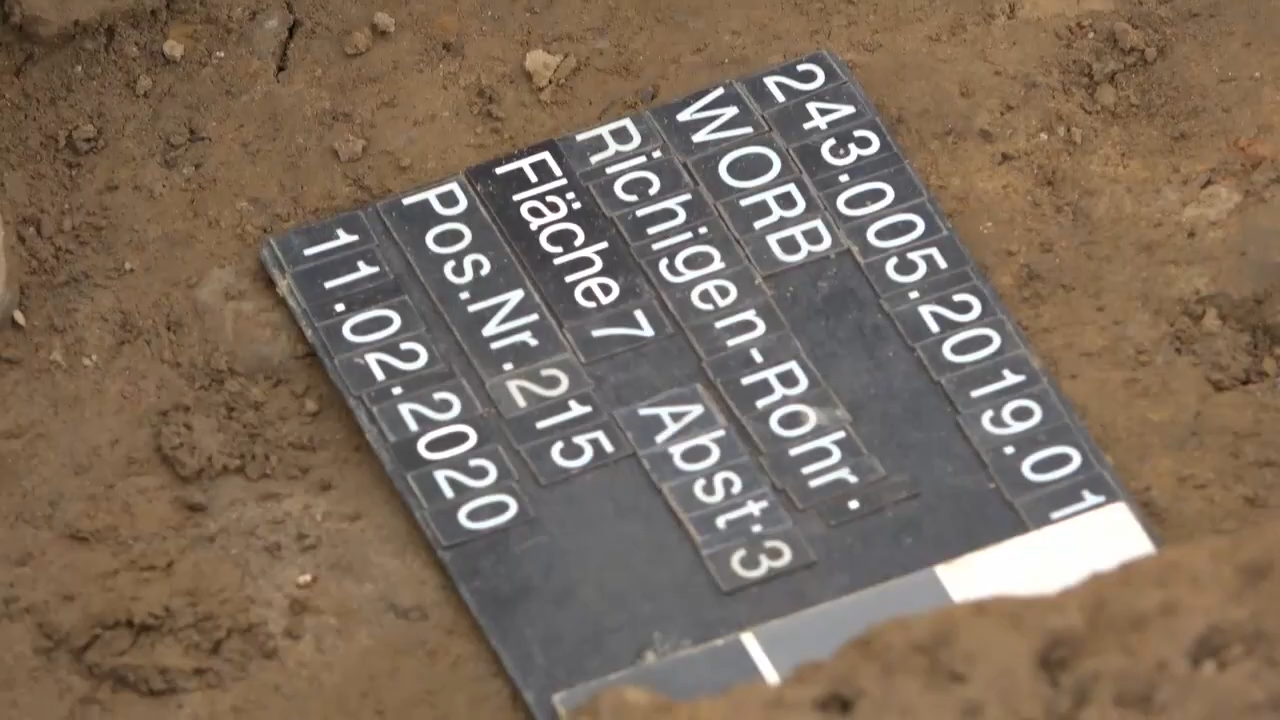 243.005.2019.01
WORB
Richigen-Rohr.
Fläche 7 Abst.3
Pos.Nr.215
11.02.2020